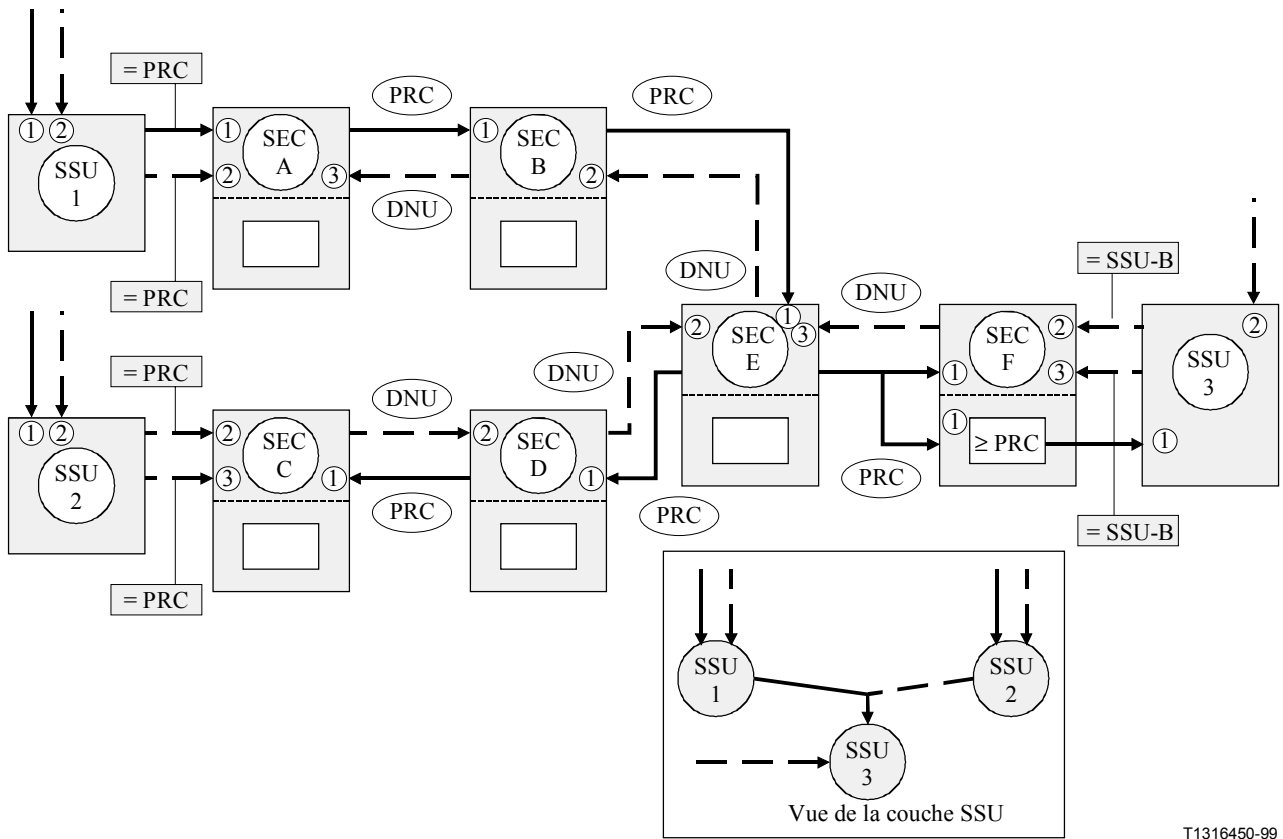 = PRC
PRC
PRC
1
2
SSU
1
1
2
SEC
A
3
1
SEC
B
2
DNU
= PRC
DNU
DNU
= SSU-B
2
SSU
3
1
= PRC
DNU
DNU
2
SEC
E
1
3
SEC
F
2
1
3
1
≥ PRC
1
2
SSU
2
2
3
SEC
C
1
2
SEC
D
1
PRC
PRC
PRC
= SSU-B
= PRC
SSU
1
SSU
2
SSU
3
Vue de la couche SSU
T1316450-99